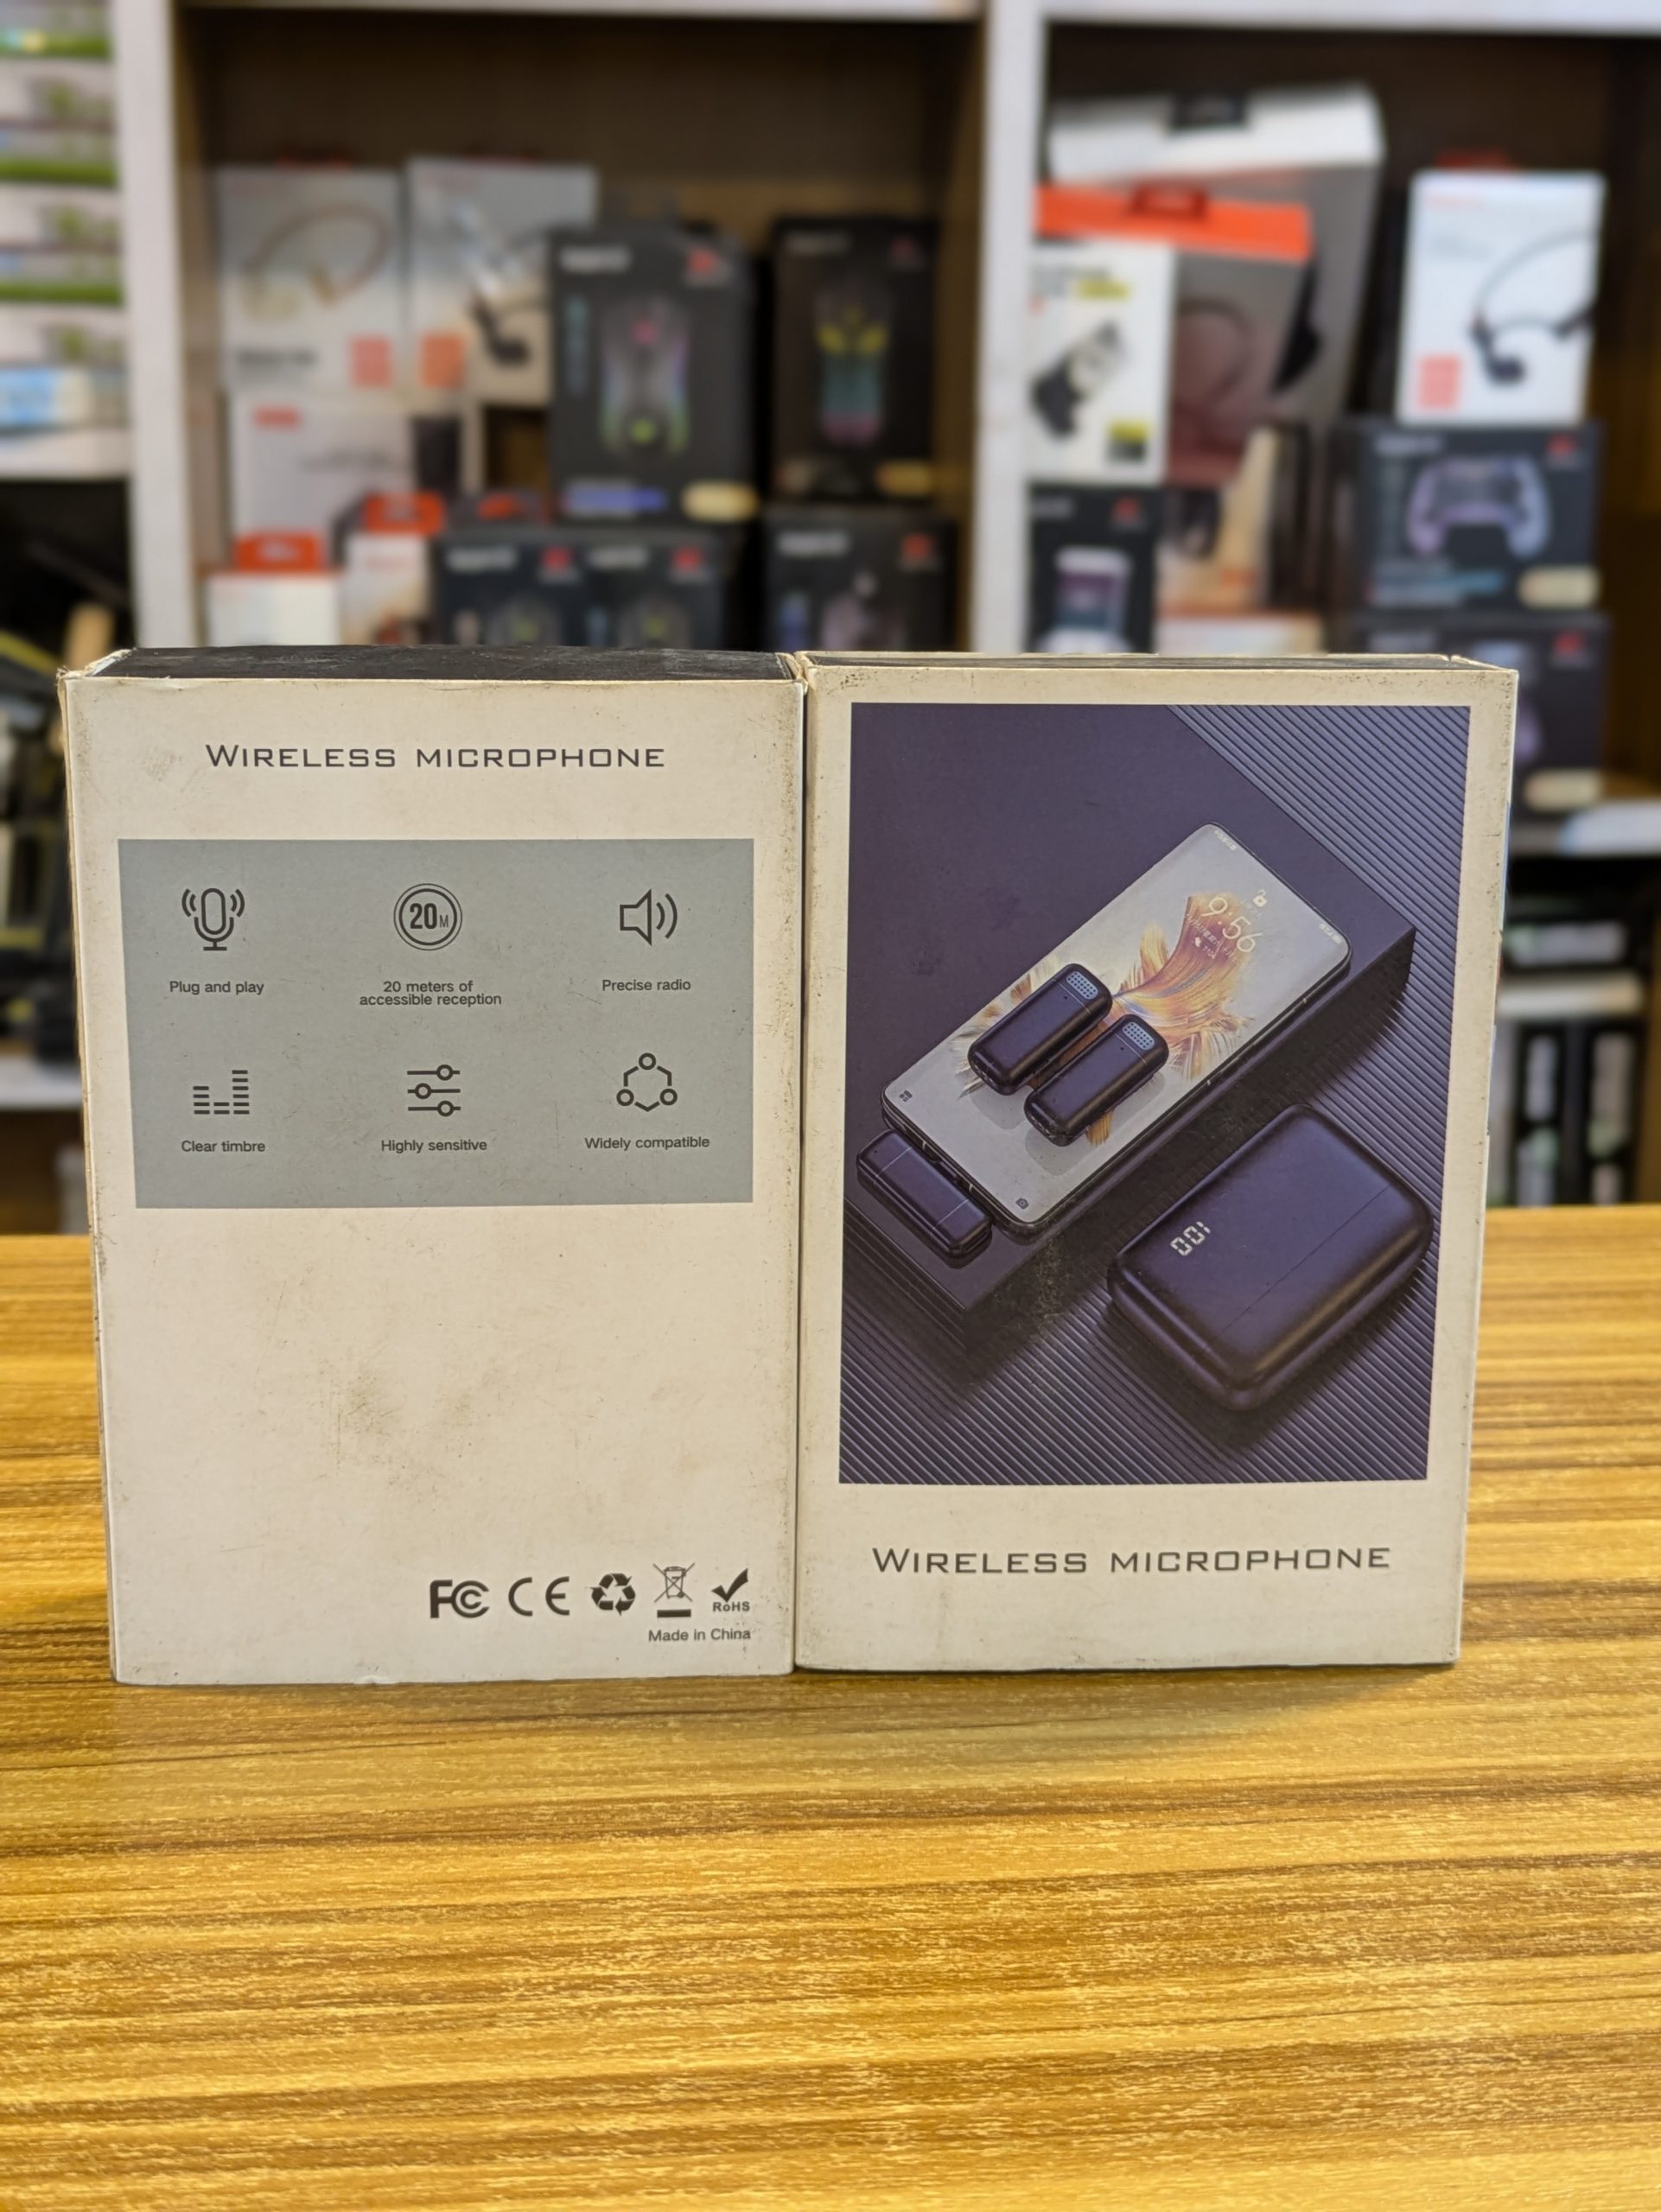 WIRELESS MICROPHONE
20M
Plug and play
20 meters of
accessible reception
Precise radio
Clear timbre
Highly sensitive
Widely compatible
FC CE RoHS
Made in China
9:56
100
WIRELESS MICROPHONE